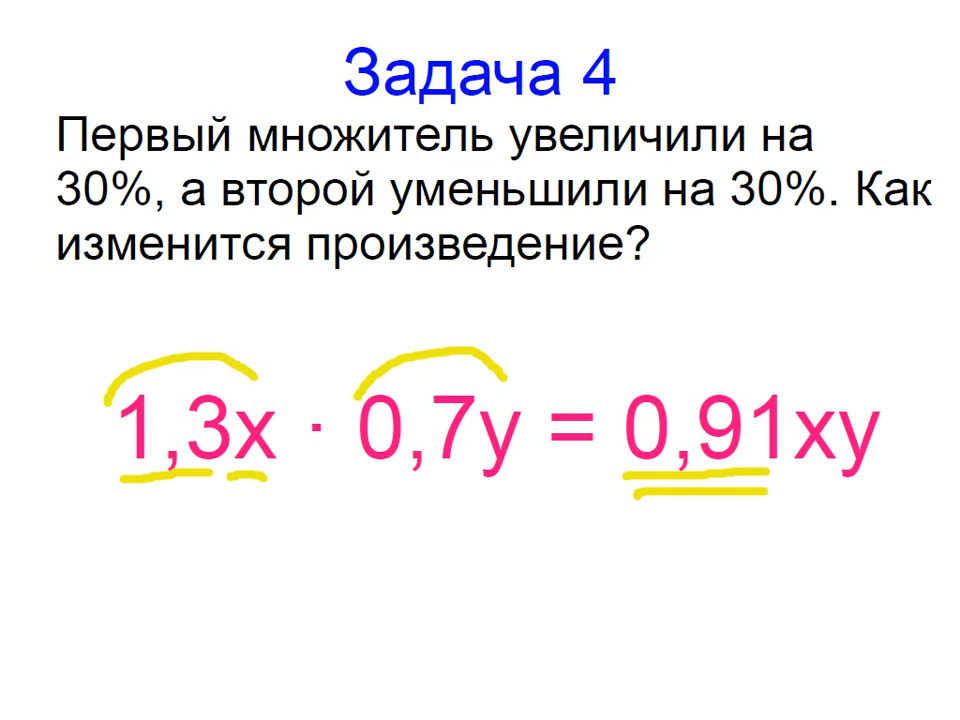 Задача 4
Первый множитель увеличили на
30%, а второй уменьшили на 30%. Как
изменится произведение?
1,3x · 0,7y = 0,91xy